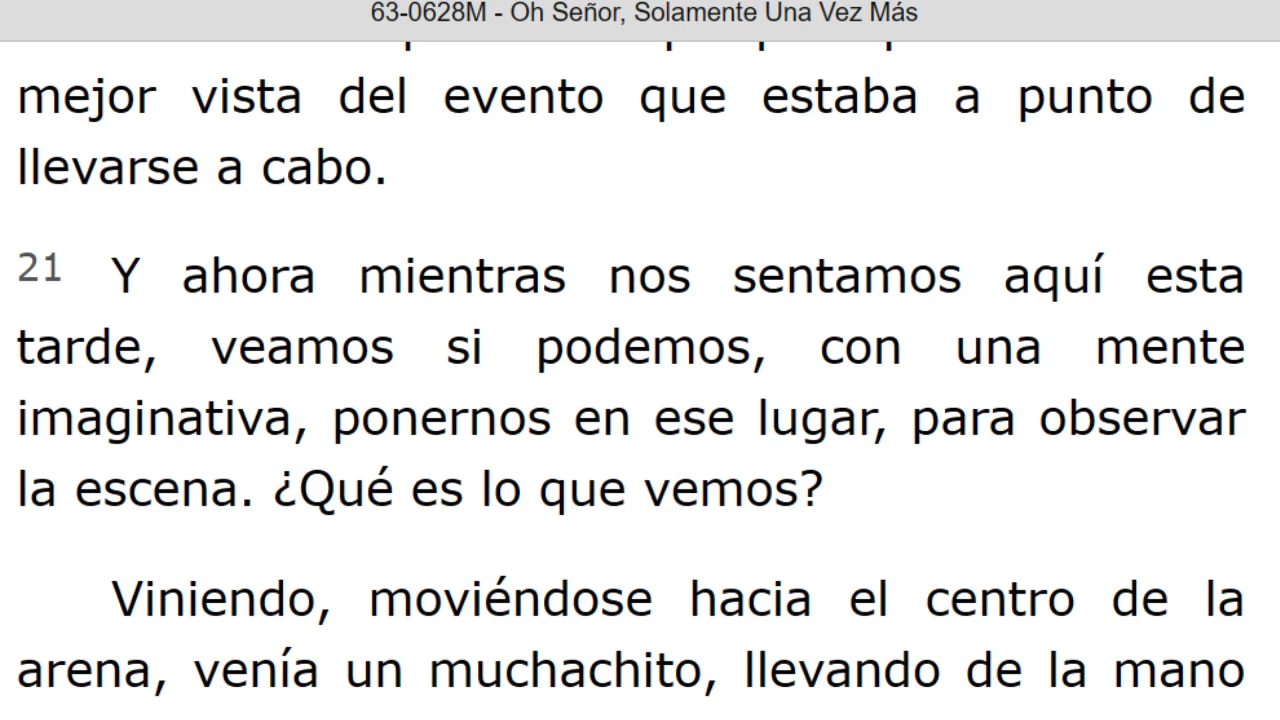 63-0628M - Oh Señor, Solamente Una Vez Más
mejor vista del evento que estaba a punto de
llevarse a cabo.
21 Y ahora mientras nos sentamos aquí esta
tarde, veamos si podemos, con una mente
imaginativa, ponernos en ese lugar, para observar
la escena. ¿Qué es lo que vemos?
Viniendo, moviéndose hacia el centro de la
arena, venía un muchachito, llevando de la mano